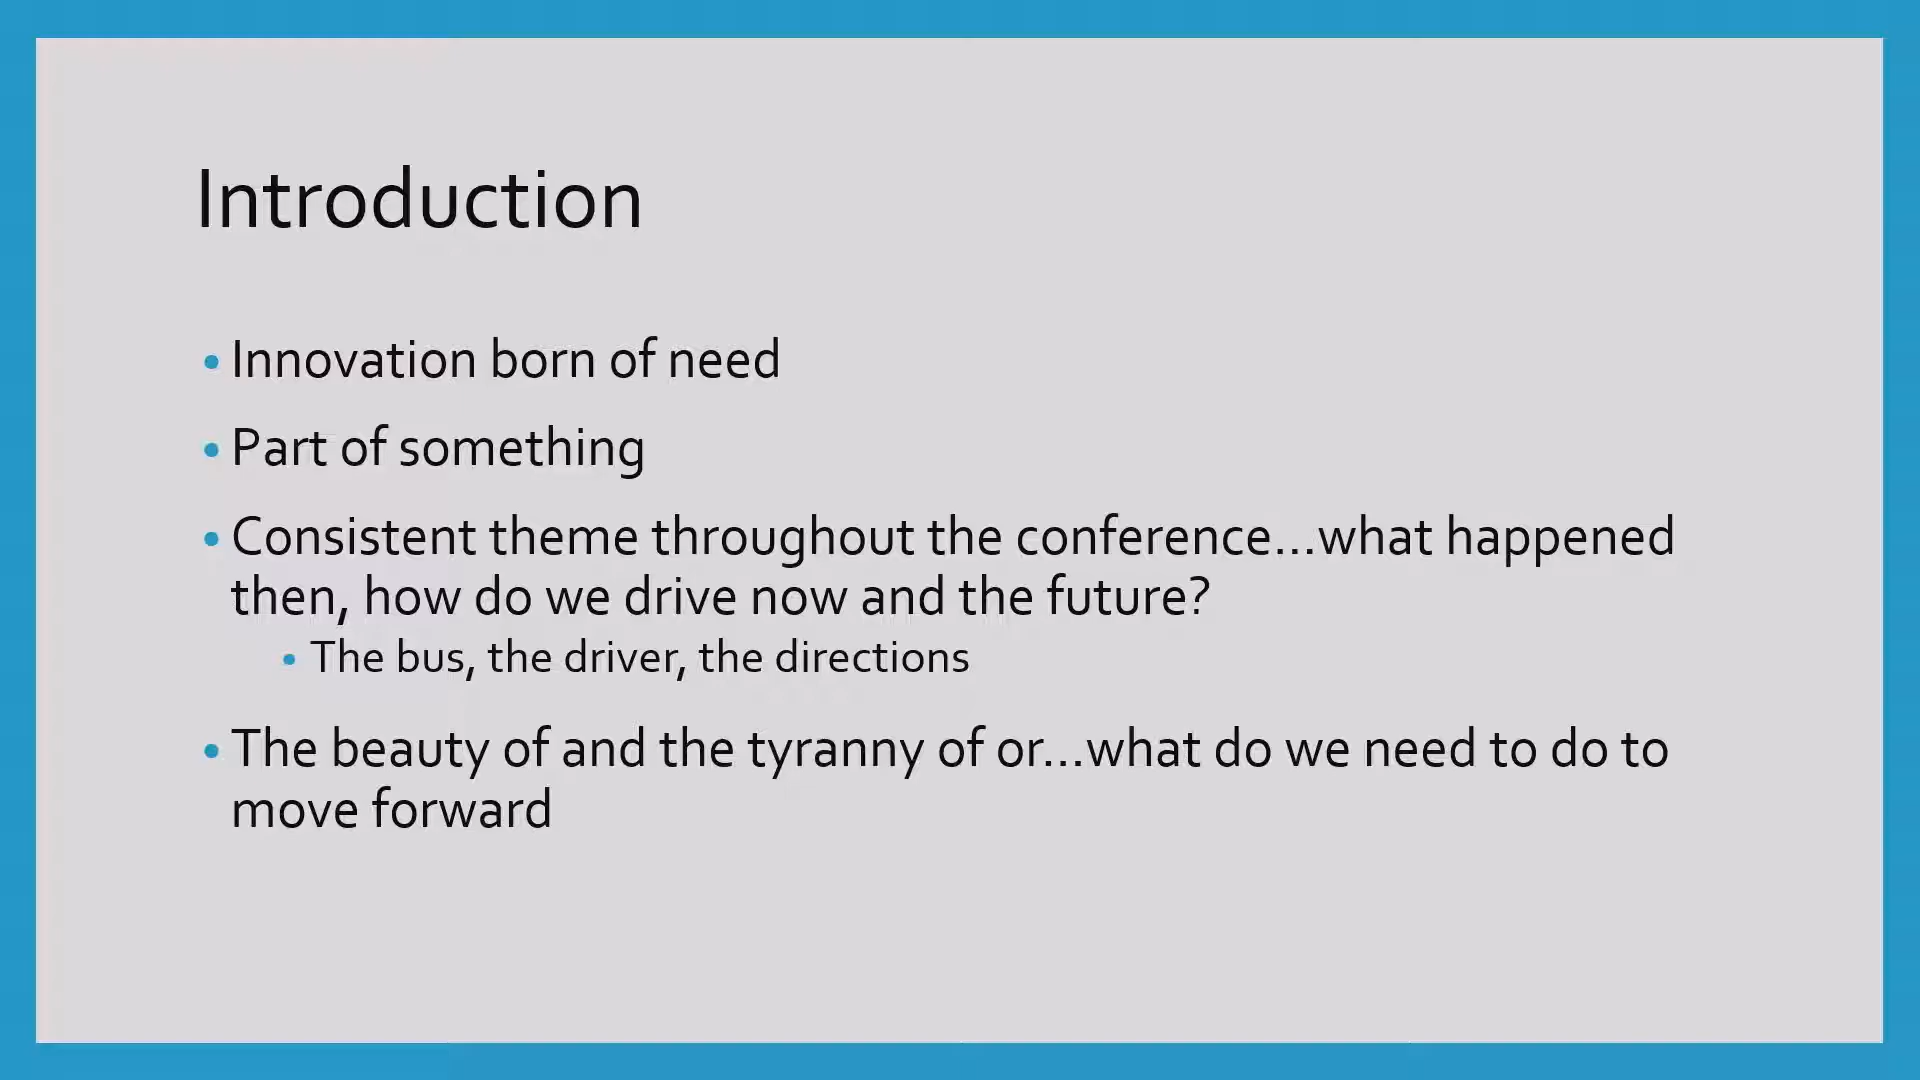 Introduction
• Innovation born of need
• Part of something
• Consistent theme throughout the conference...what happened
then, how do we drive now and the future?
• The bus, the driver, the directions
• The beauty of and the tyranny of or...what do we need to do to
move forward